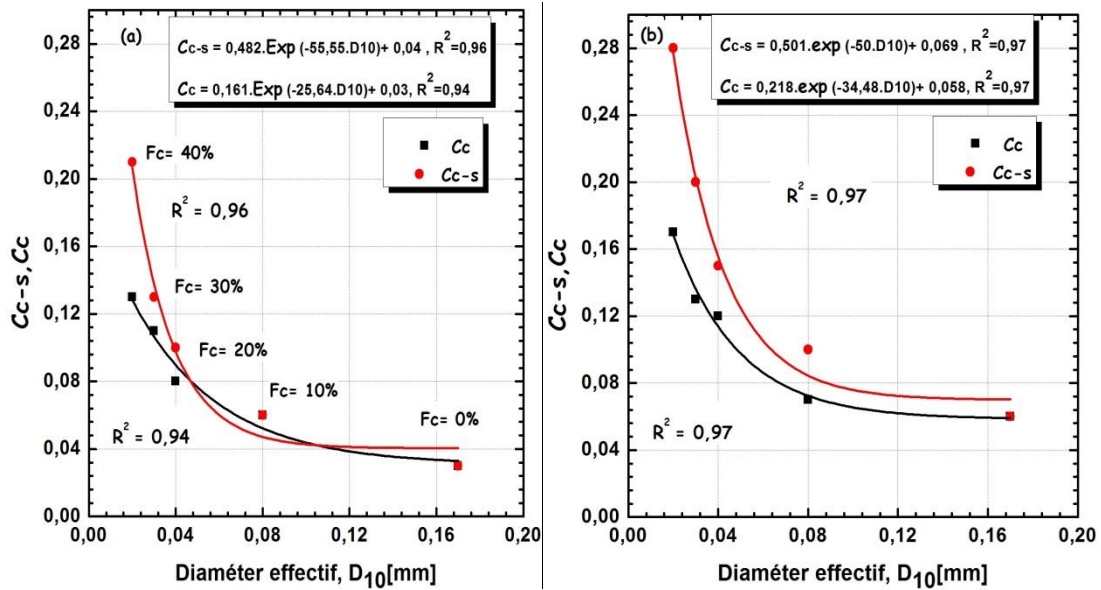 (a)
Cc-s = 0,482.Exp (-55,55.D10)+ 0,04 , R²=0,96
Cc = 0,161.Exp (-25,64.D10)+ 0,03, R²=0,94
Cc
Cc-s
Fc= 40%
R² = 0,96
Fc= 30%
Fc= 20%
Fc= 10%
Fc= 0%
R² = 0,94
0,28
0,24
0,20
0,16
0,12
0,08
0,04
0,00
Cc-s, Cc
0,00 0,04 0,08 0,12 0,16 0,20
Diaméter effectif, D₁₀[mm]
(b)
Cc-s = 0,501.exp (-50.D10)+ 0,069 , R²=0,97
Cc = 0,218.exp (-34,48.D10)+ 0,058, R²=0,97
Cc
Cc-s
R² = 0,97
R² = 0,97
0,28
0,24
0,20
0,16
0,12
0,08
0,04
0,00
Cc-s, Cc
0,00 0,04 0,08 0,12 0,16 0,20
Diaméter effectif, D₁₀[mm]